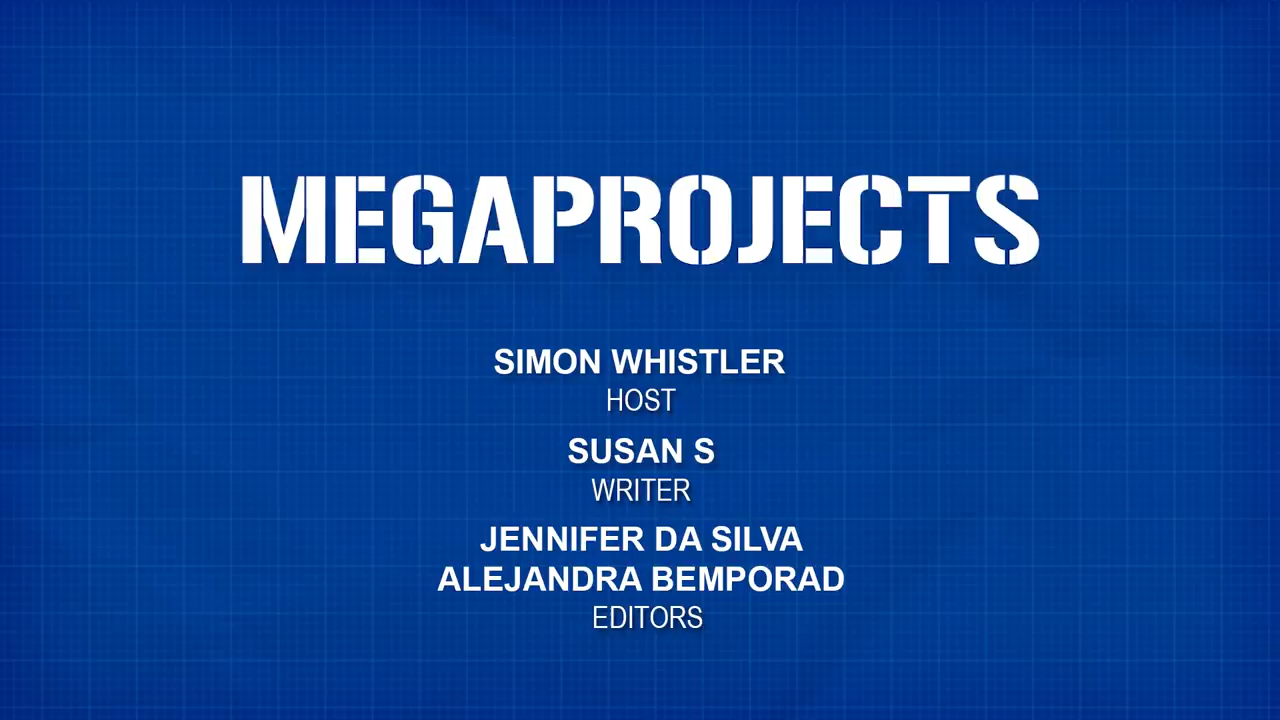 MEGAPROJECTS
SIMON WHISTLER
HOST
SUSAN S
WRITER
JENNIFER DA SILVA
ALEJANDRA BEMPORAD
EDITORS